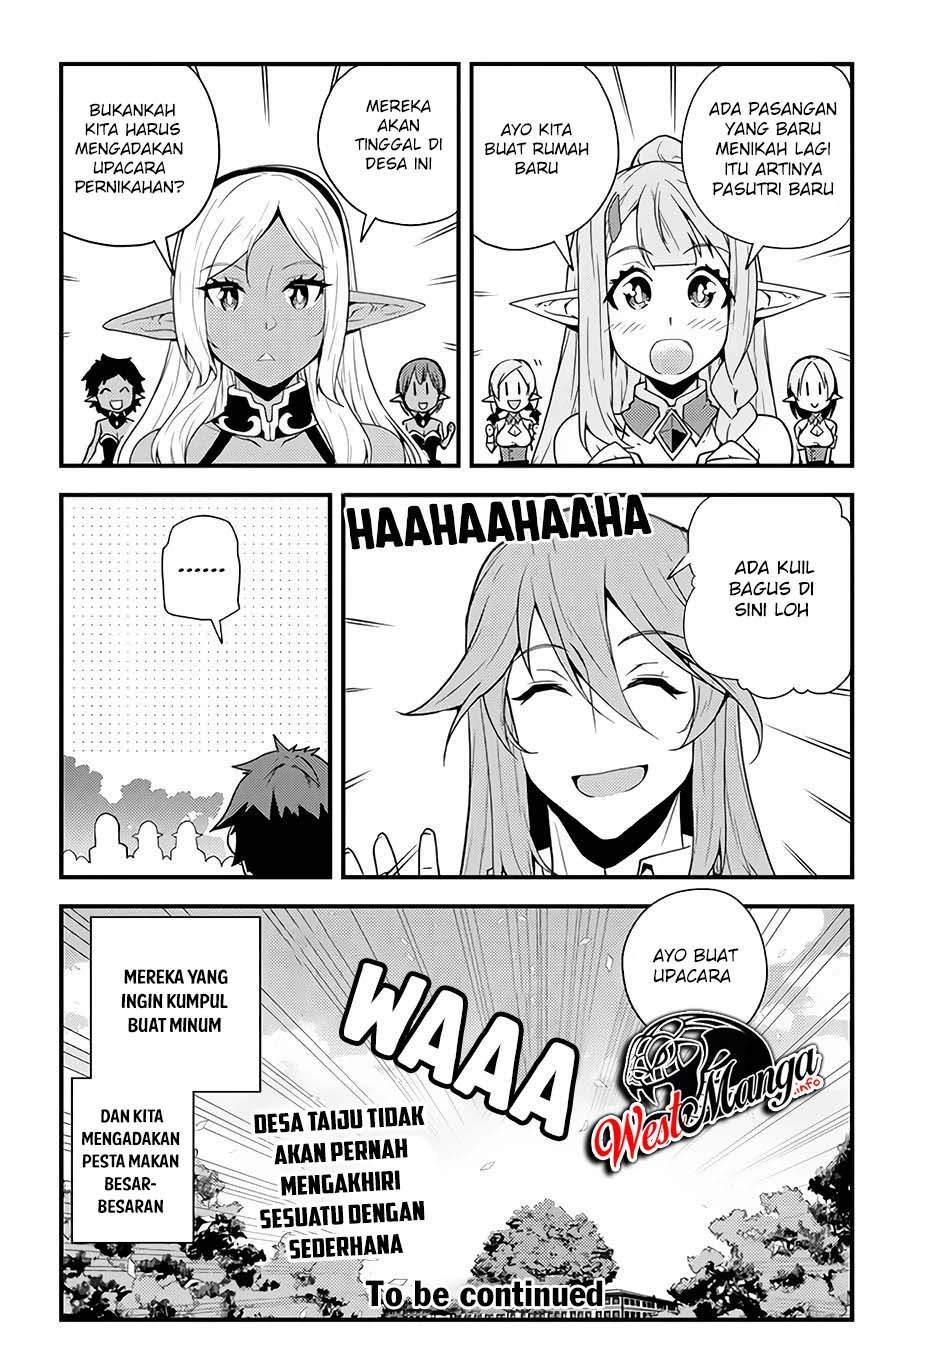 ADA PASANGAN
YANG BARU
MENIKAH LAGI
ITU ARTINYA
PASUTRI BARU
AYO KITA
BUAT RUMAH
BARU
MEREKA
AKAN
TINGGAL DI
DESA INI
BUKANKAH
KITA HARUS
MENGADAKAN
UPACARA
PERNIKAHAN?
ADA KUIL
BAGUS DI
SINI LOH
HAAHAAHAAHA
.......
AYO BUAT
UPACARA
WAAA
MEREKA YANG
INGIN KUMPUL
BUAT MINUM
DAN KITA
MENGADAKAN
PESTA MAKAN
BESAR-
BESARAN
DESA TAIJU TIDAK
AKAN PERNAH
MENGAKHIRI
SESUATU DENGAN
SEDERHANA
WestManga
.info
To be continued